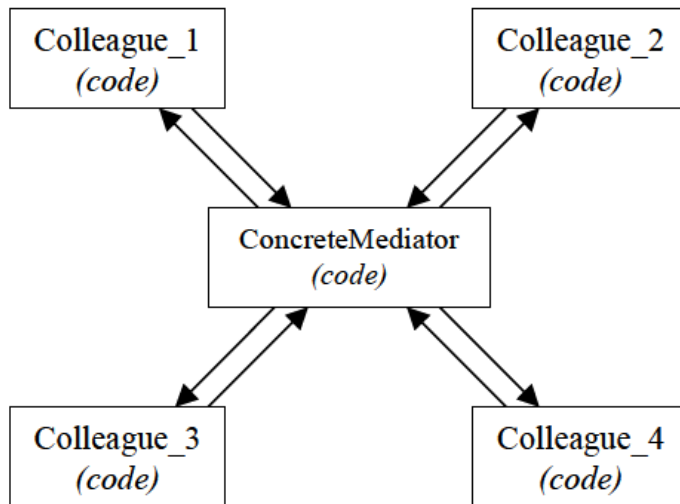 Colleague_1
(code)
Colleague_2
(code)
ConcreteMediator
(code)
Colleague_3
(code)
Colleague_4
(code)